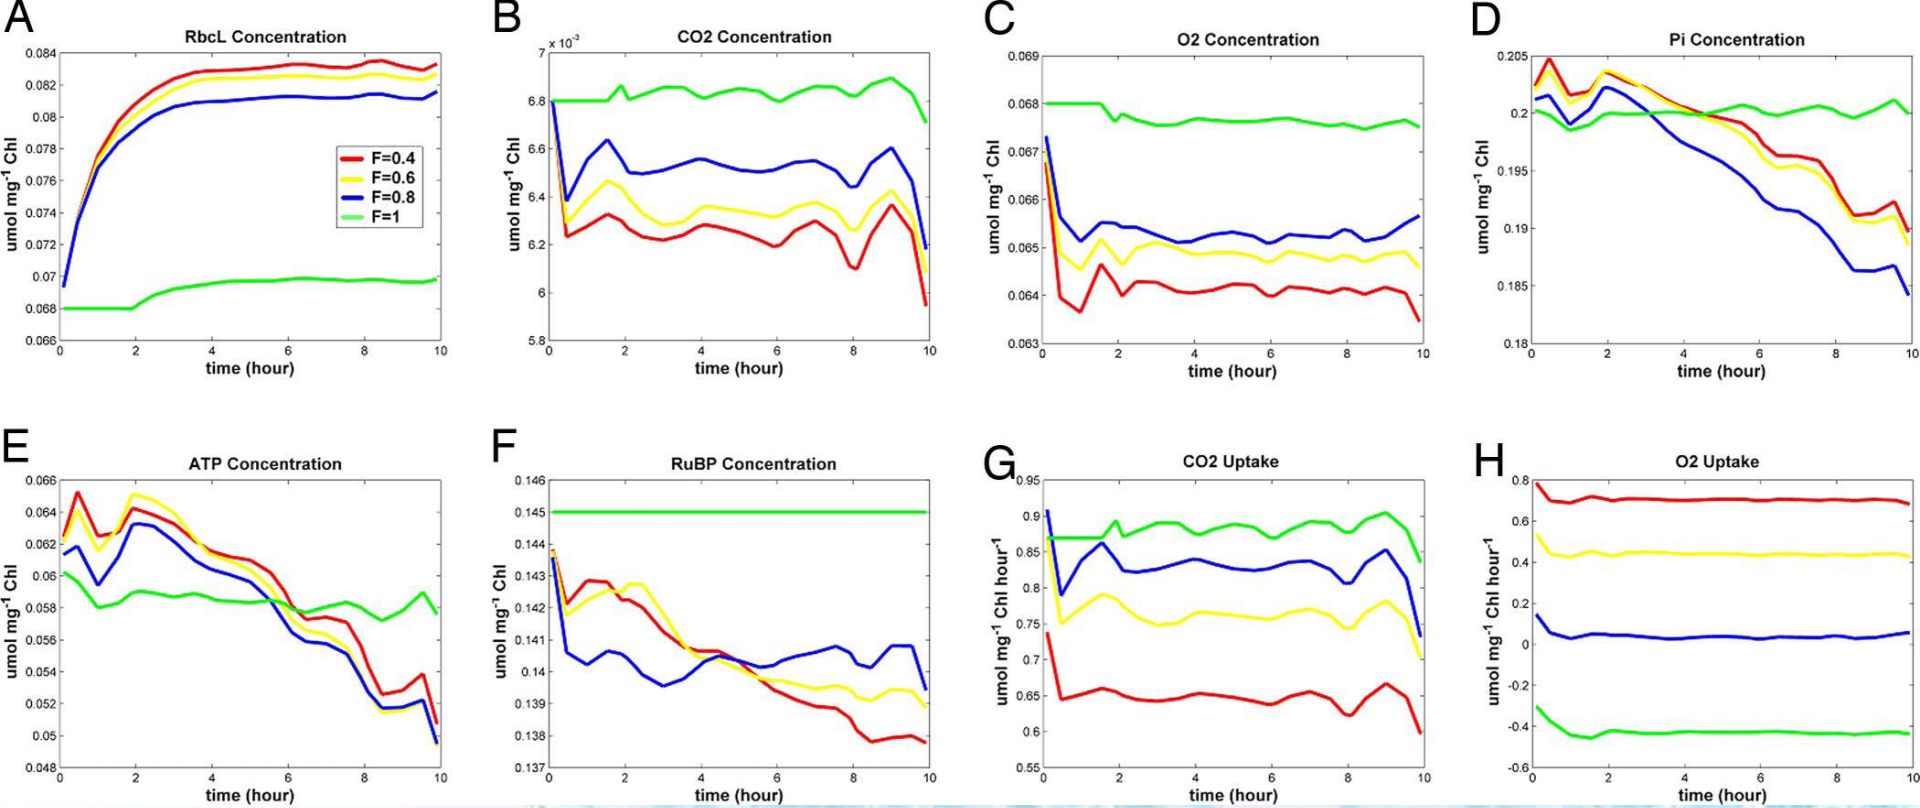 A
RbcL Concentration
0.084
0.082
0.08
0.078
0.076
0.074
0.072
0.07
0.068
0.066
umol mg-1 Chl
F=0.4
F=0.6
F=0.8
F=1
0 2 4 6 8 10
time (hour)
B
CO2 Concentration
x 10-3
7
6.8
6.6
6.4
6.2
6
5.8
umol mg-1 Chl
0 2 4 6 8 10
time (hour)
C
O2 Concentration
0.069
0.068
0.067
0.066
0.065
0.064
0.063
umol mg-1 Chl
0 2 4 6 8 10
time (hour)
D
Pi Concentration
0.205
0.2
0.195
0.19
0.185
0.18
umol mg-1 Chl
0 2 4 6 8 10
time (hour)
E
ATP Concentration
0.066
0.064
0.062
0.06
0.058
0.056
0.054
0.052
0.05
0.048
umol mg-1 Chl
0 2 4 6 8 10
time (hour)
F
RuBP Concentration
0.146
0.145
0.144
0.143
0.142
0.141
0.14
0.139
0.138
0.137
umol mg-1 Chl
0 2 4 6 8 10
time (hour)
G
CO2 Uptake
0.95
0.9
0.85
0.8
0.75
0.7
0.65
0.6
0.55
umol mg-1 Chl hour-1
0 2 4 6 8 10
time (hour)
H
O2 Uptake
0.8
0.6
0.4
0.2
0
-0.2
-0.4
-0.6
umol mg-1 Chl hour-1
0 2 4 6 8 10
time (hour)